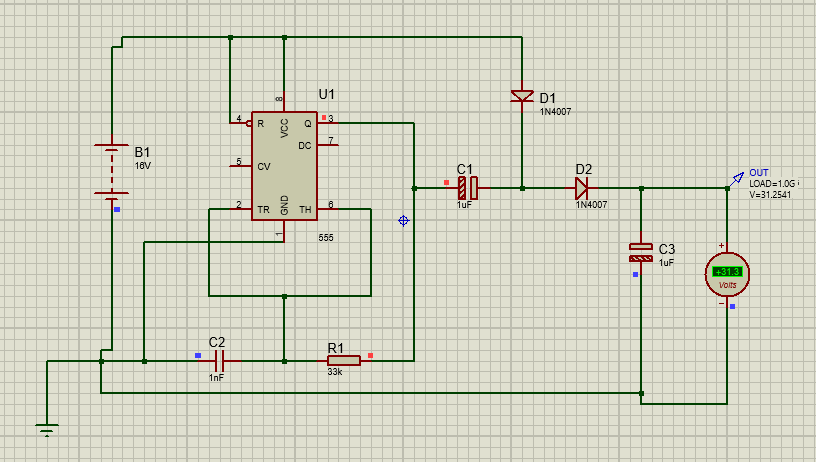 U1
8
4
R
VCC
Q
3
DC
7
5
CV
2
TR
GND
TH
6
1
555
B1
16V
D1
1N4007
C1
1uF
D2
1N4007
OUT
LOAD=1.0G
V=31.2541
C3
1uF
+
+31.3
Volts
−
C2
1nF
R1
33k